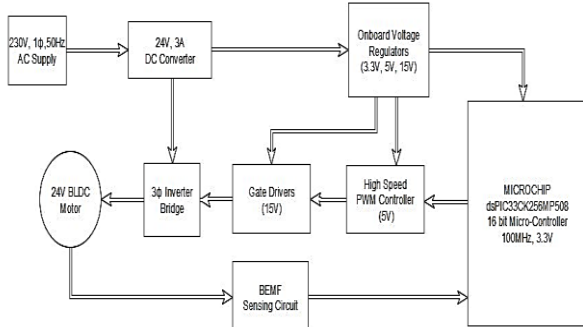 230V, 1ϕ,50Hz
AC Supply
24V, 3A
DC Converter
Onboard Voltage
Regulators
(3.3V, 5V, 15V)
24V BLDC
Motor
3ϕ Inverter
Bridge
Gate Drivers
(15V)
High Speed
PWM Controller
(5V)
MICROCHIP
dsPIC33CK256MP508
16 bit Micro-Controller
100MHz, 3.3V
BEMF
Sensing Circuit